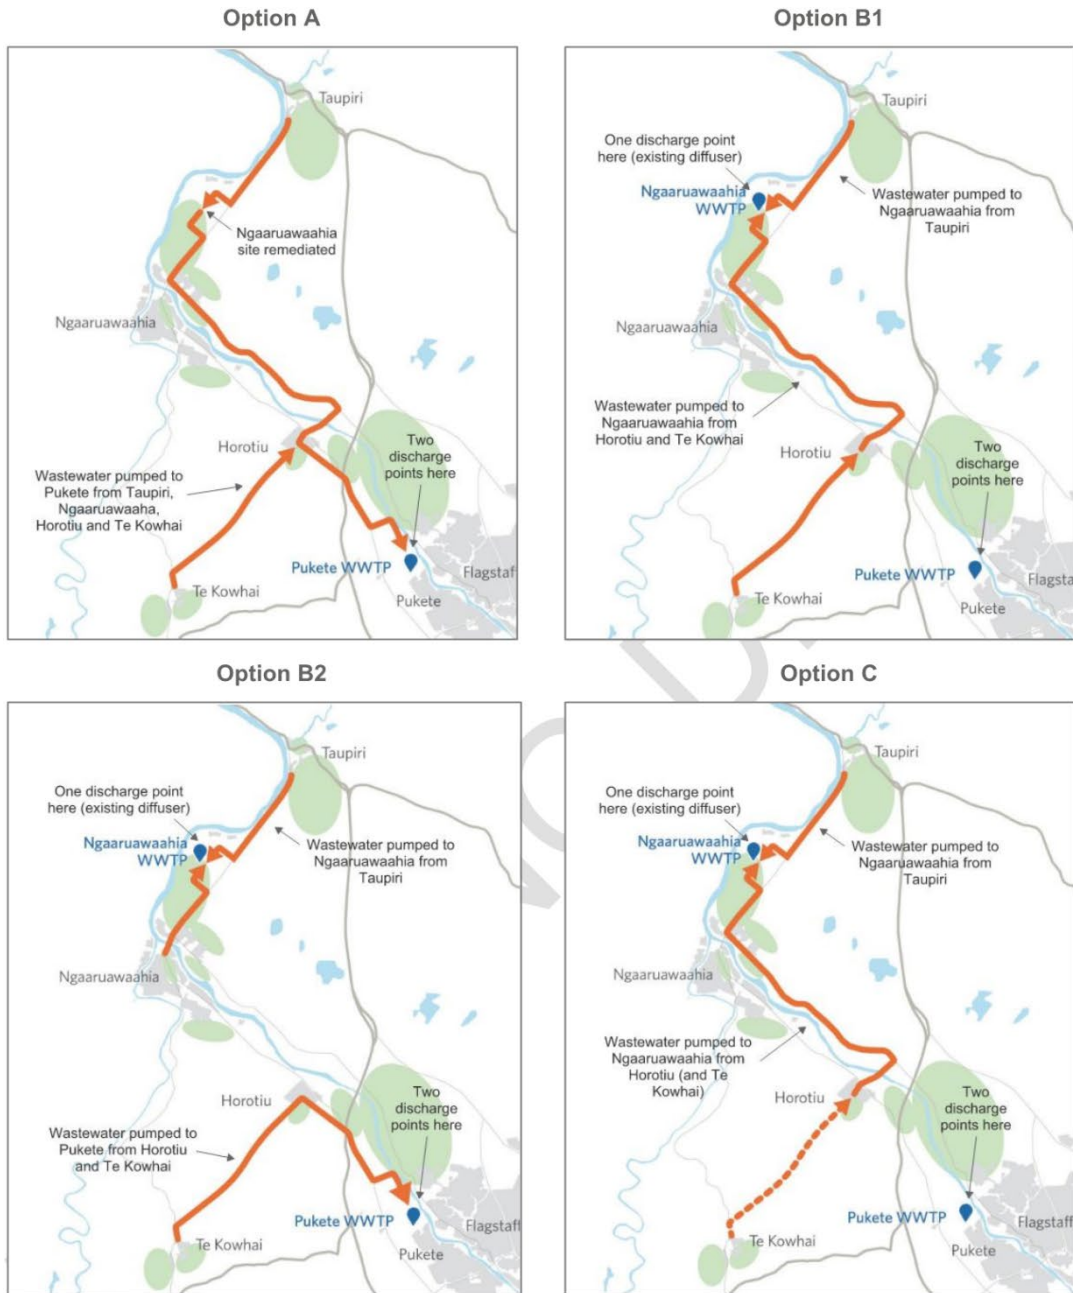 Option A
Taupiri
Ngaaruawaahia
site remediated
Ngaaruawaahia
Horotiu
Two
discharge
points here
Wastewater pumped to
Pukete from Taupiri,
Ngaaruawaaha,
Horotiu and Te Kowhai
Pukete WWTP
Flagstaf
Te Kowhai
Pukete
Option B1
Taupiri
One discharge point
here (existing diffuser)
Ngaaruawaahia
WWTP
Wastewater pumped to
Ngaaruawaahia from
Taupiri
Ngaaruawaahia
Wastewater pumped to
Ngaaruawaahia from
Horotiu and Te Kowhai
Horotiu
Two
discharge
points here
Pukete WWTP
Flagsta
Te Kowhai
Pukete
Option B2
Taupiri
One discharge point
here (existing diffuser)
Ngaaruawaahia
WWTP
Wastewater pumped to
Ngaaruawaahia from
Taupiri
Ngaaruawaahia
Horotiu
Two
discharge
points here
Wastewater pumped to
Pukete from Horotiu
and Te Kowhai
Pukete WWTP
Flagstaff
Te Kowhai
Pukete
Option C
Taupiri
One discharge point
here (existing diffuser)
Ngaaruawaahia
WWTP
Wastewater pumped to
Ngaaruawaahia from
Taupiri
Ngaaruawaahia
Wastewater pumped to
Ngaaruawaahia from
Horotiu (and Te
Kowhai)
Horotiu
Two
discharge
points here
Pukete WWTP
Flagstaff
Te Kowhai
Pukete